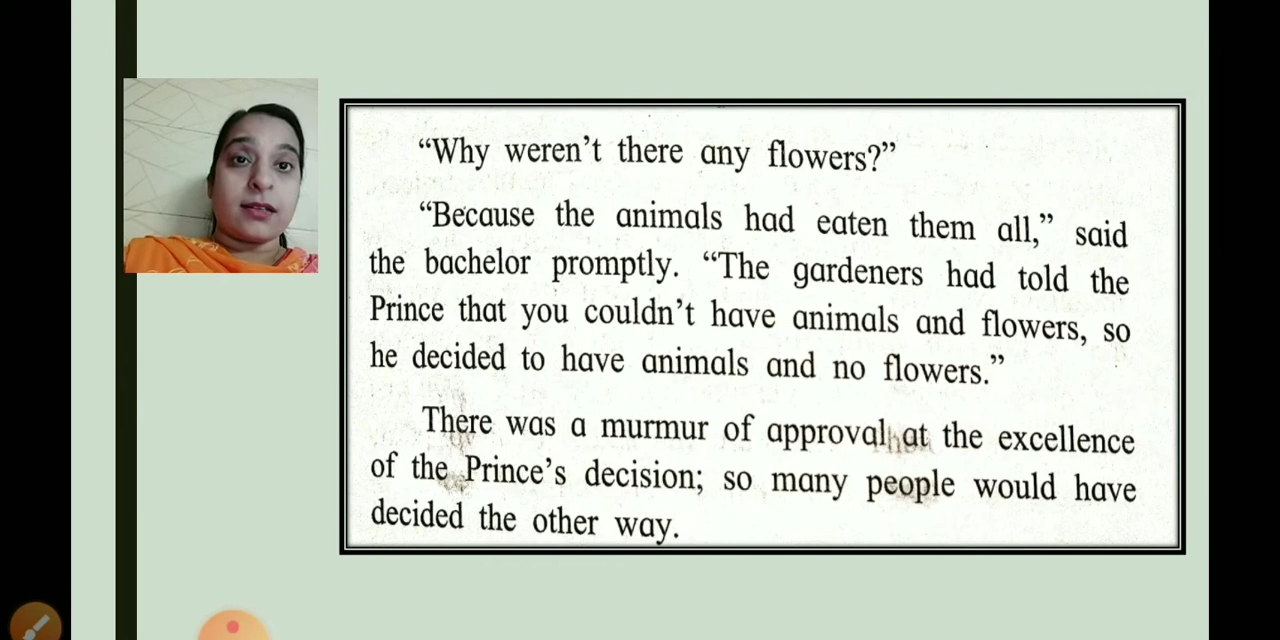 “Why weren’t there any flowers?”
“Because the animals had eaten them all,” said
the bachelor promptly. “The gardeners had told the
Prince that you couldn’t have animals and flowers, so
he decided to have animals and no flowers.”
There was a murmur of approval at the excellence
of the Prince’s decision; so many people would have
decided the other way.